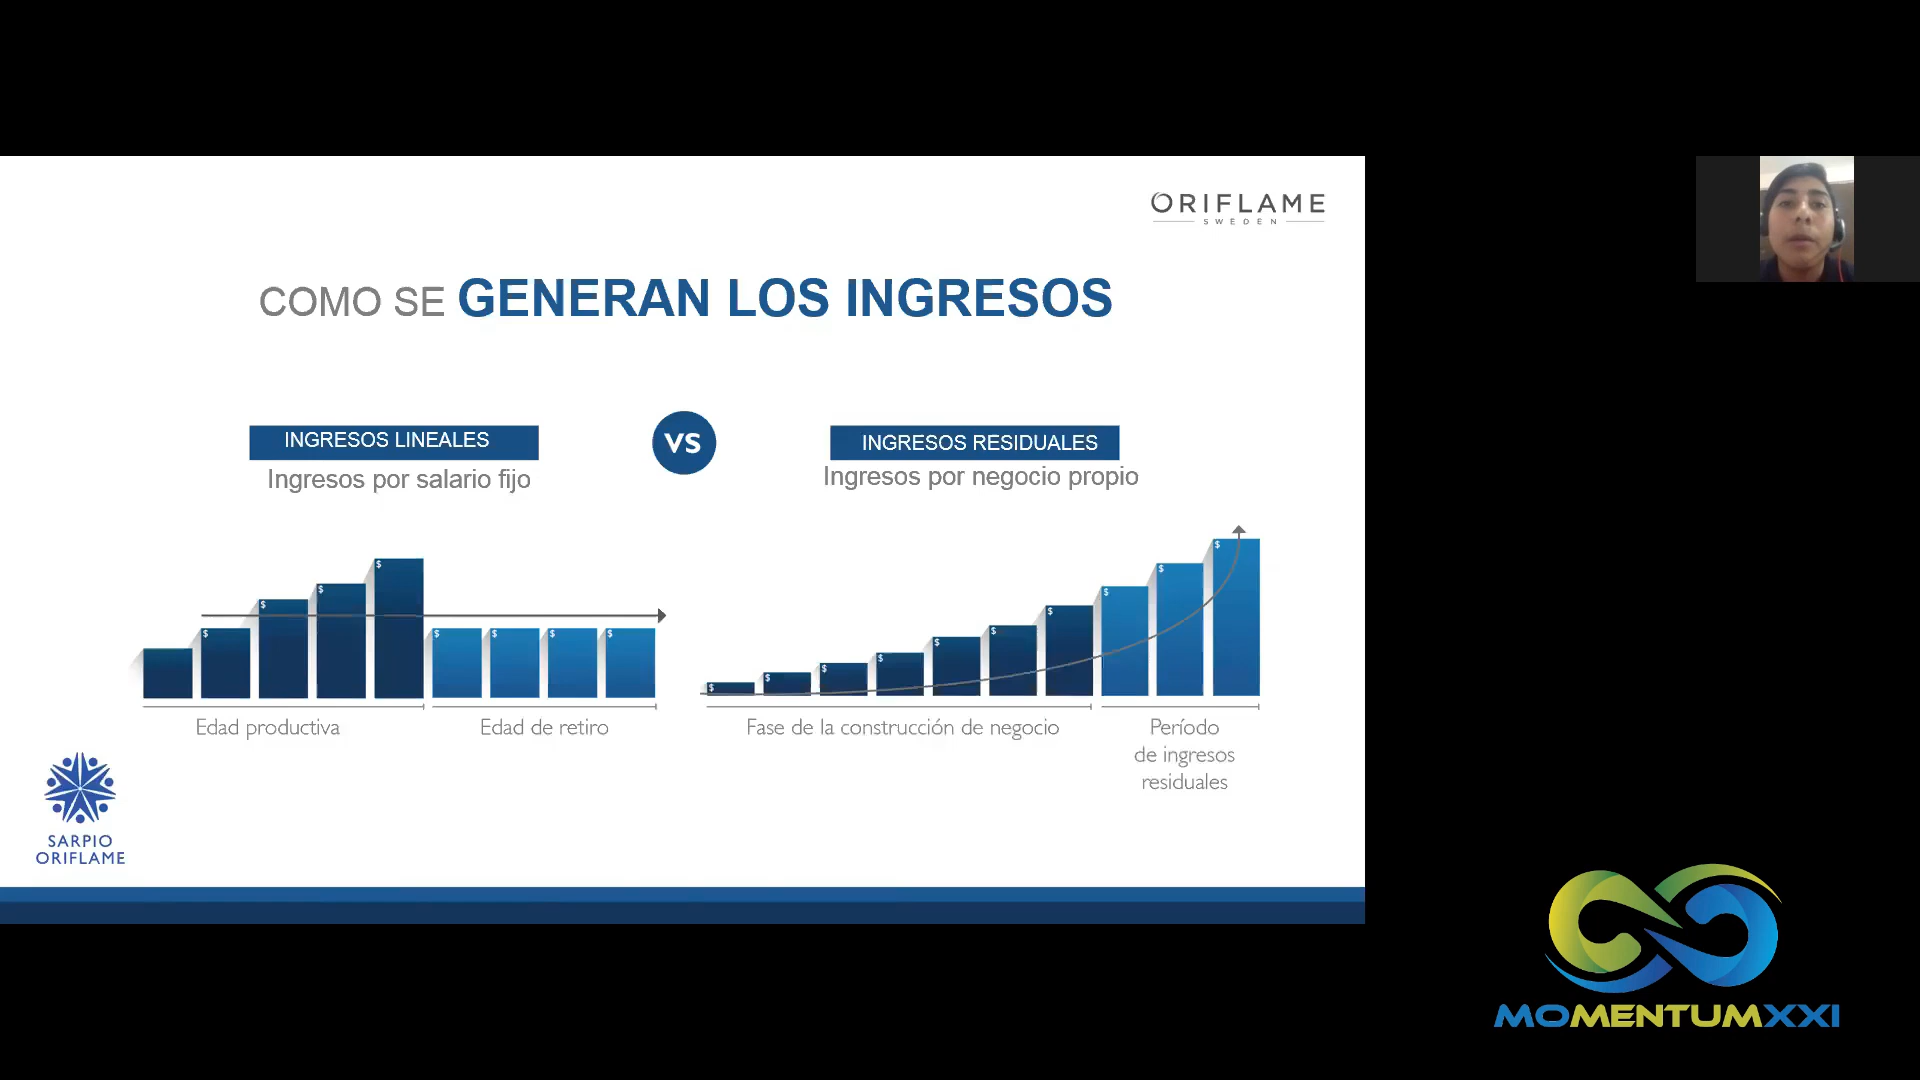 ORIFLAME
SWEDEN
COMO SE GENERAN LOS INGRESOS
INGRESOS LINEALES
Ingresos por salario fijo
VS
INGRESOS RESIDUALES
Ingresos por negocio propio
$ $ $ $ $ $ $ $
Edad productiva
Edad de retiro
$ $ $ $ $ $ $ $ $ $
Fase de la construcción de negocio
Período
de ingresos
residuales
SARPIO
ORIFLAME
MOMENTUMXXI